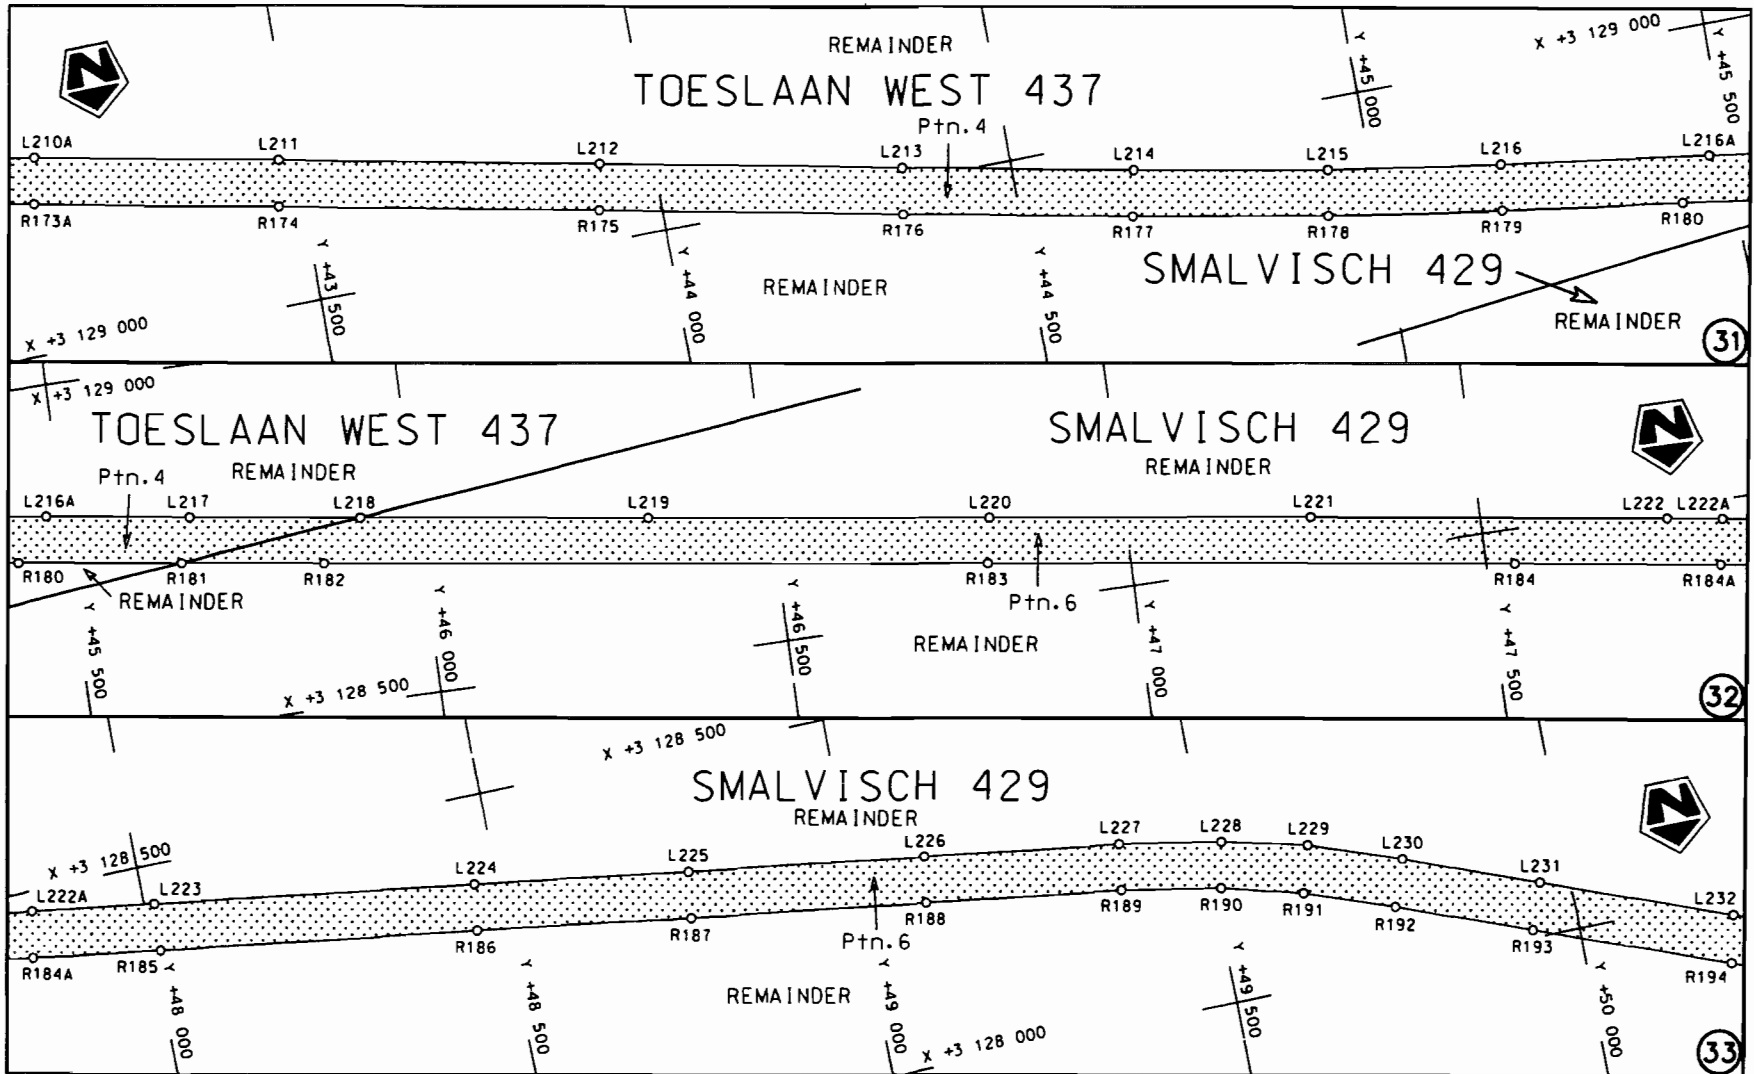 REMAINDER
X +3 129 000
Y +45 000
Y +45 500
TOESLAAN WEST 437
Ptn.4
L210A
L211
L212
L213
L214
L215
L216
L216A
R173A
R174
R175
R176
R177
R178
R179
R180
Y +43 500
Y +44 000
REMAINDER
Y +44 500
SMALVISCH 429
REMAINDER
X +3 129 000
31
X +3 129 000
TOESLAAN WEST 437
REMAINDER
Ptn.4
SMALVISCH 429
REMAINDER
N
L216A
L217
L218
L219
L220
L221
L222
L222A
R180
R181
R182
R183
R184
R184A
REMAINDER
Ptn.6
REMAINDER
Y +45 500
Y +46 000
Y +46 500
Y +47 000
Y +47 500
X +3 128 500
32
X +3 128 500
SMALVISCH 429
REMAINDER
N
X +3 128 500
L222A
L223
L224
L225
L226
L227
L228
L229
L230
L231
L232
R184A
R185
R186
R187
R188
R189
R190
R191
R192
R193
R194
Ptn.6
REMAINDER
Y +48 000
Y +48 500
Y +49 000
Y +49 500
Y +50 000
X +3 128 000
33
N